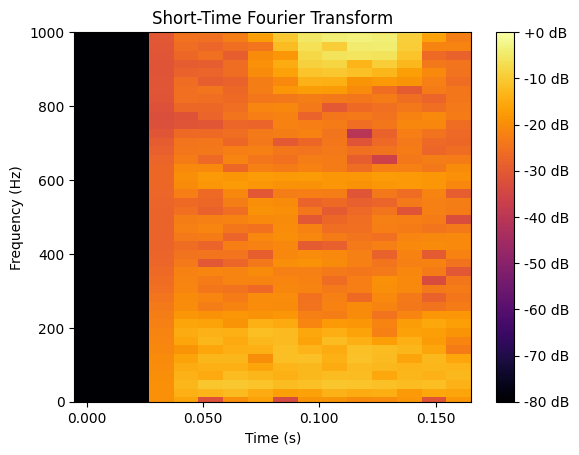 Short-Time Fourier Transform
1000
800
600
400
200
0
Frequency (Hz)
0.000
0.050
0.100
0.150
Time (s)
+0 dB
-10 dB
-20 dB
-30 dB
-40 dB
-50 dB
-60 dB
-70 dB
-80 dB